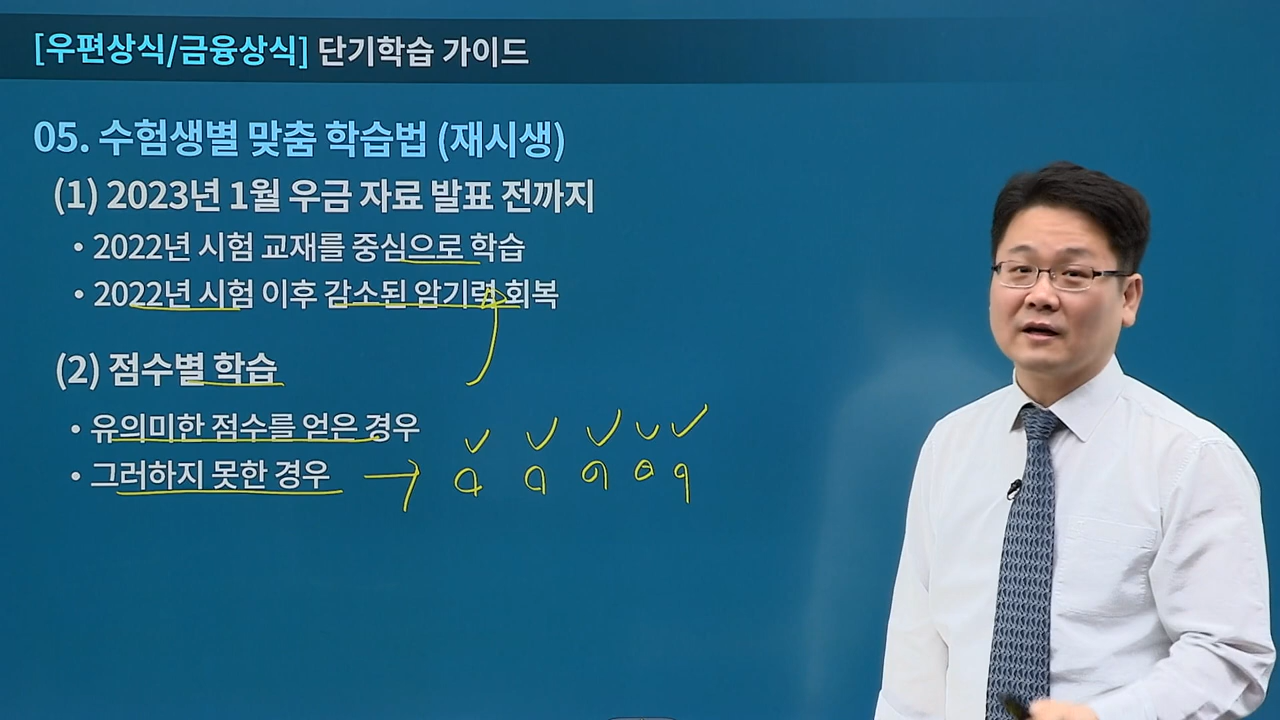 [우편상식/금융상식] 단기학습 가이드
05. 수험생별 맞춤 학습법 (재시생)
(1) 2023년 1월 우금 자료 발표 전까지
• 2022년 시험 교재를 중심으로 학습
• 2022년 시험 이후 감소된 암기력 회복
(2) 점수별 학습
• 유의미한 점수를 얻은 경우
• 그러하지 못한 경우